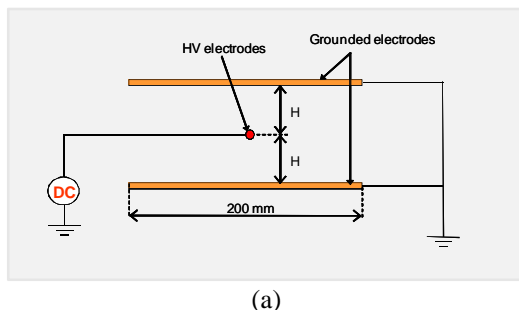 HV electrodes
Grounded electrodes
H
H
DC
200 mm
(a)